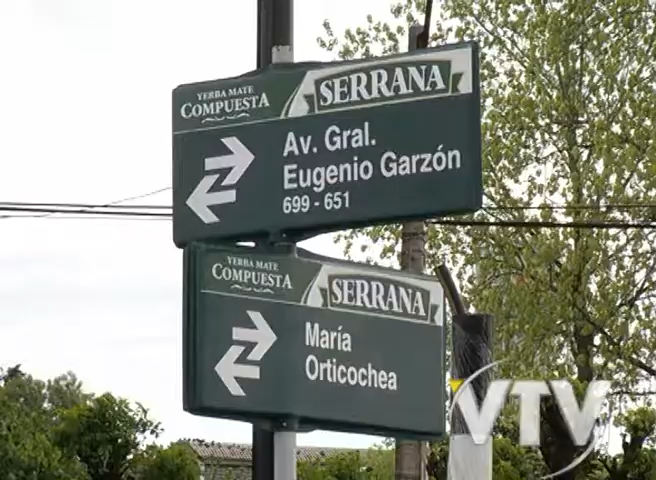 YERBA MATE
COMPUESTA
SERRANA
Av. Gral.
Eugenio Garzón
699 - 651
YERBA MATE
COMPUESTA
SERRANA
María
Orticochea
VTV